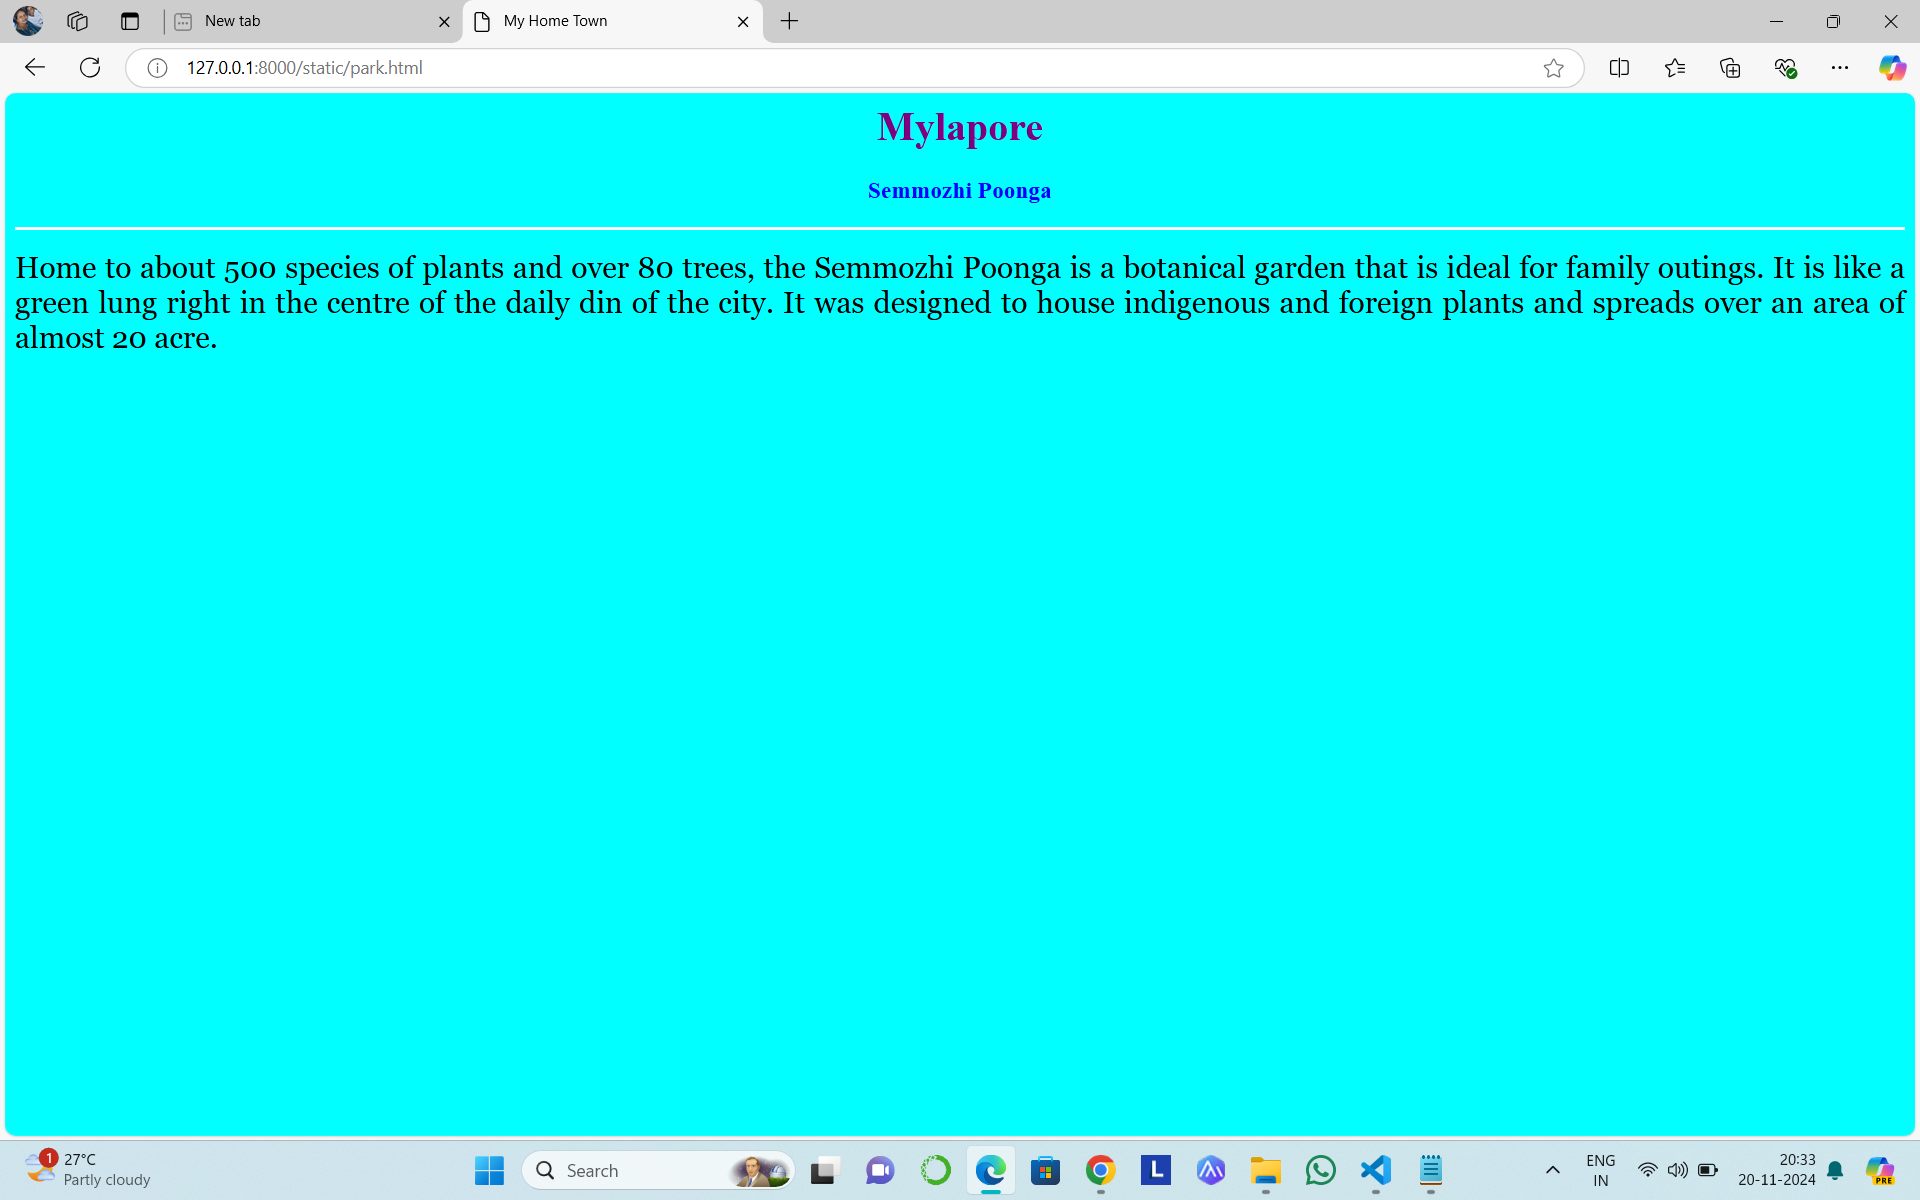 New tab
My Home Town
127.0.0.1:8000/static/park.html
Mylapore
Semmozhi Poonga
Home to about 500 species of plants and over 80 trees, the Semmozhi Poonga is a botanical garden that is ideal for family outings. It is like a
green lung right in the centre of the daily din of the city. It was designed to house indigenous and foreign plants and spreads over an area of
almost 20 acre.
1
27°C
Partly cloudy
Search
L
ENG
IN
20:33
20-11-2024
PRE